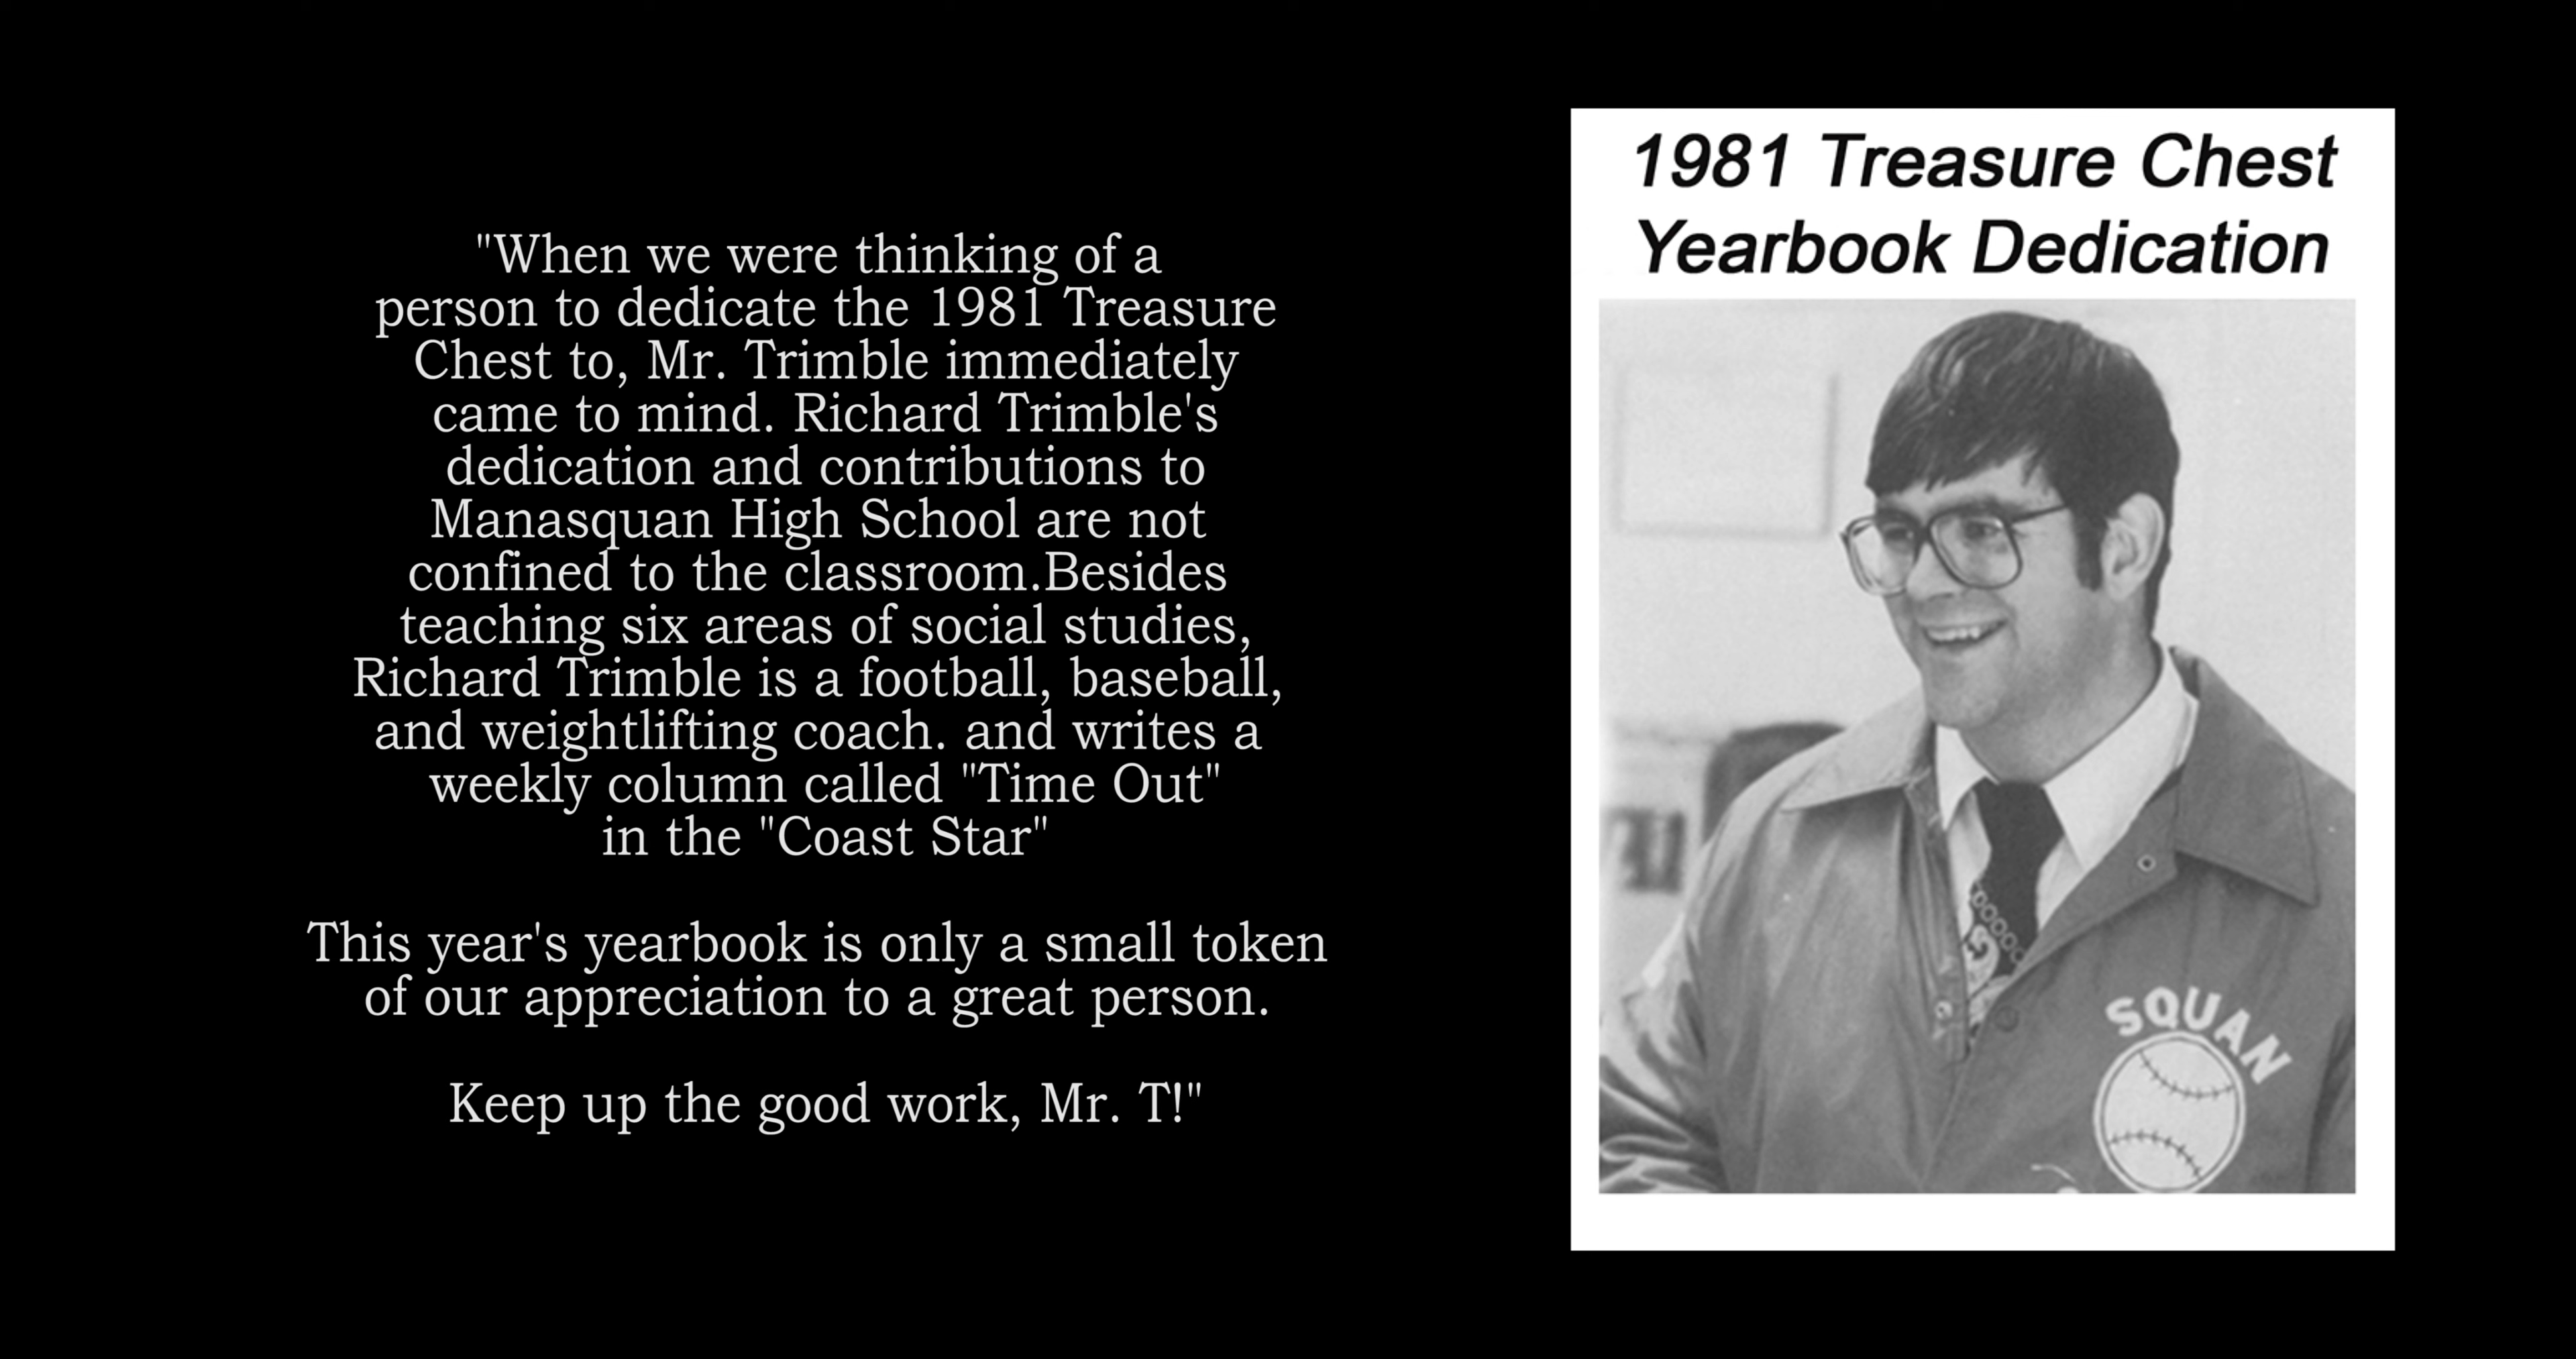 "When we were thinking of a
person to dedicate the 1981 Treasure
Chest to, Mr. Trimble immediately
came to mind. Richard Trimble's
dedication and contributions to
Manasquan High School are not
confined to the classroom.Besides
teaching six areas of social studies,
Richard Trimble is a football, baseball,
and weightlifting coach. and writes a
weekly column called "Time Out"
in the "Coast Star"
This year's yearbook is only a small token
of our appreciation to a great person.
Keep up the good work, Mr. T!"
1981 Treasure Chest
Yearbook Dedication
SQUAN